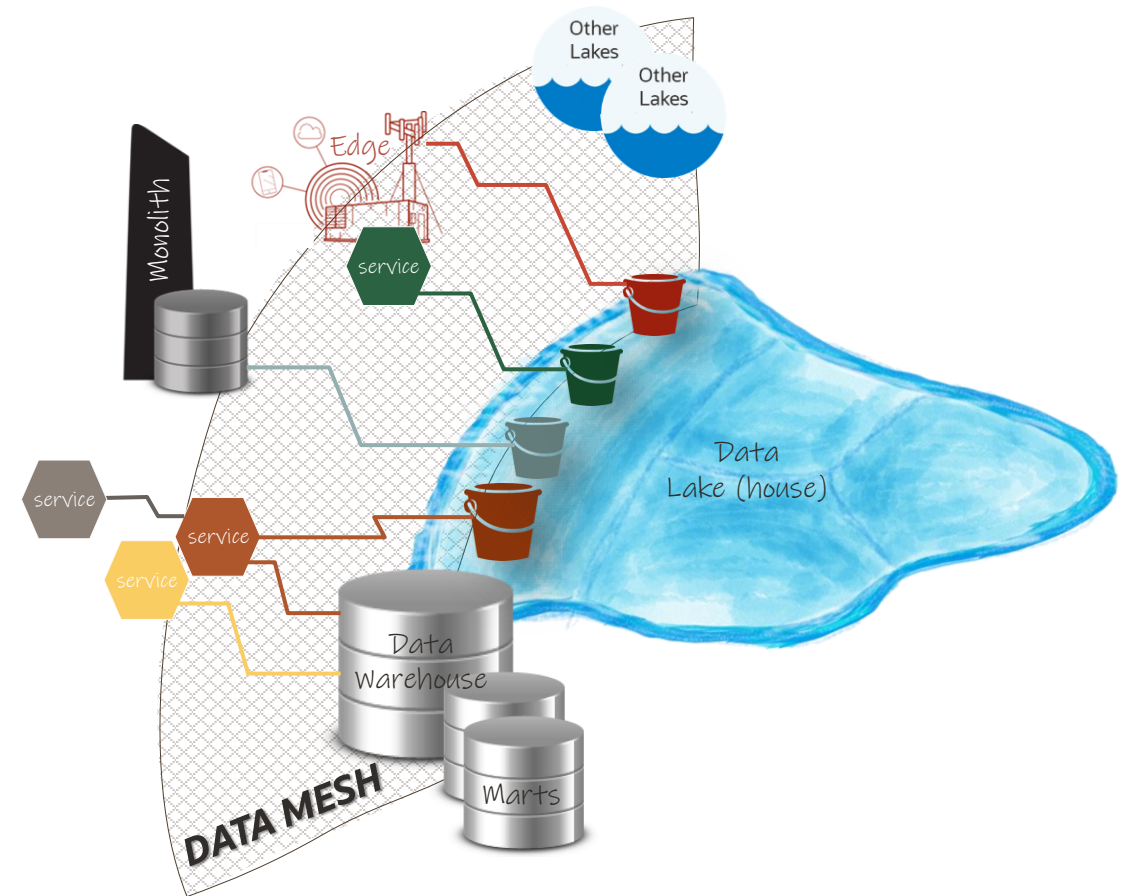 Other
Lakes
Other
Lakes
Edge
Monolith
service
Data
Lake (house)
service
service
service
Data
Warehouse
Marts
DATA MESH